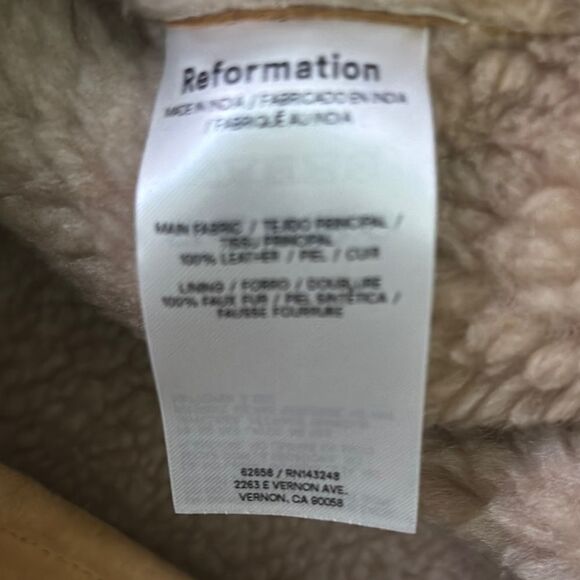 Reformation
MADE IN INDIA / FABRICADO EN INDIA
/ FABRIQUÉ AU INDIA
MAIN FABRIC / TEJIDO PRINCIPAL /
TISSU PRINCIPAL
100% LEATHER / PIEL / CUIR
LINING / FORRO / DOUBLURE
100% FAUX FUR / PIEL SINTÉTICA /
FAUSSE FOURRURE
62656 / RN143248
2263 E VERNON AVE.
VERNON, CA 90058